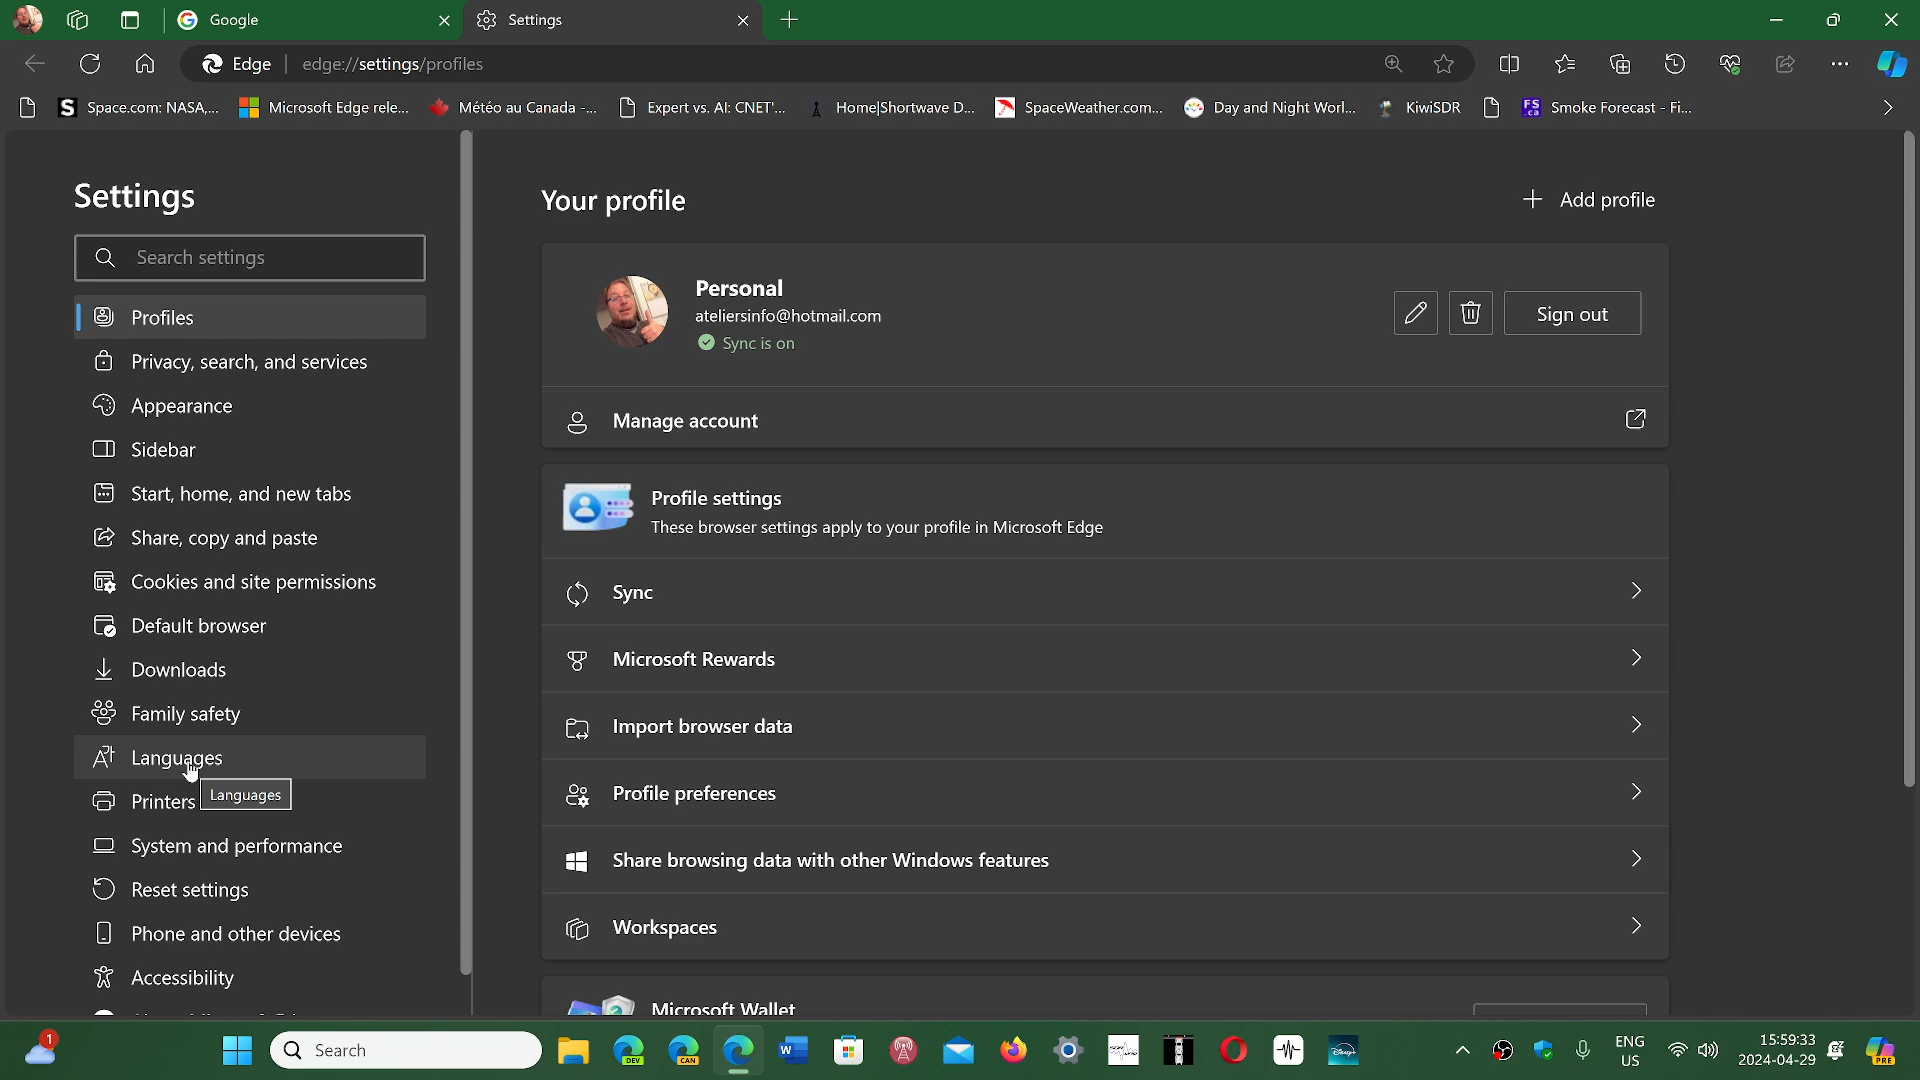 Google
Settings
Edge
edge://settings/profiles
Space.com: NASA,...
Microsoft Edge rele...
Météo au Canada -...
Expert vs. AI: CNET'...
Home|Shortwave D...
SpaceWeather.com...
Day and Night Worl...
KiwiSDR
FS.ca
Smoke Forecast - Fi...
Settings
Search settings
Profiles
Privacy, search, and services
Appearance
Sidebar
Start, home, and new tabs
Share, copy and paste
Cookies and site permissions
Default browser
Downloads
Family safety
Languages
Languages
Printers
System and performance
Reset settings
Phone and other devices
Accessibility
Your profile
Add profile
Personal
ateliersinfo@hotmail.com
Sync is on
Sign out
Manage account
Profile settings
These browser settings apply to your profile in Microsoft Edge
Sync
Microsoft Rewards
Import browser data
Profile preferences
Share browsing data with other Windows features
Workspaces
Microsoft Wallet
1
Search
DEV
CAN
ENG
US
15:59:33
2024-04-29
PRE